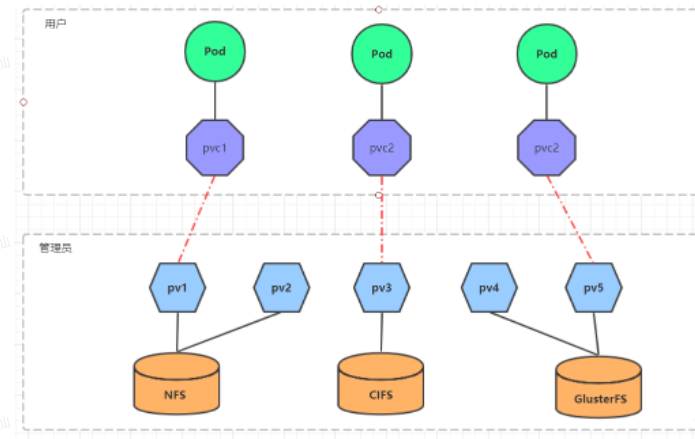 用户
Pod
Pod
Pod
pvc1
pvc2
pvc2
管理员
pv1
pv2
pv3
pv4
pv5
NFS
CIFS
GlusterFS